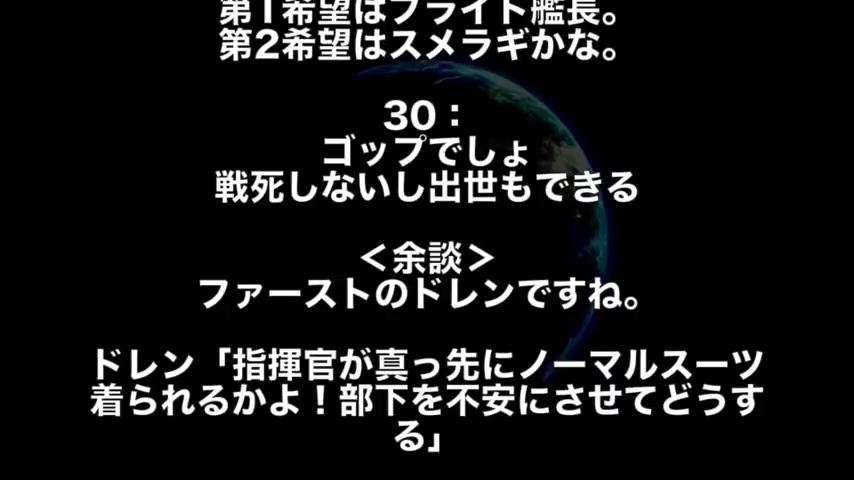 第1希望はブライト艦長。
第2希望はスメラギかな。
30：
ゴップでしょ
戦死しないし出世もできる
＜余談＞
ファーストのドレンですね。
ドレン「指揮官が真っ先にノーマルスーツ
着られるかよ！部下を不安にさせてどうす
る」